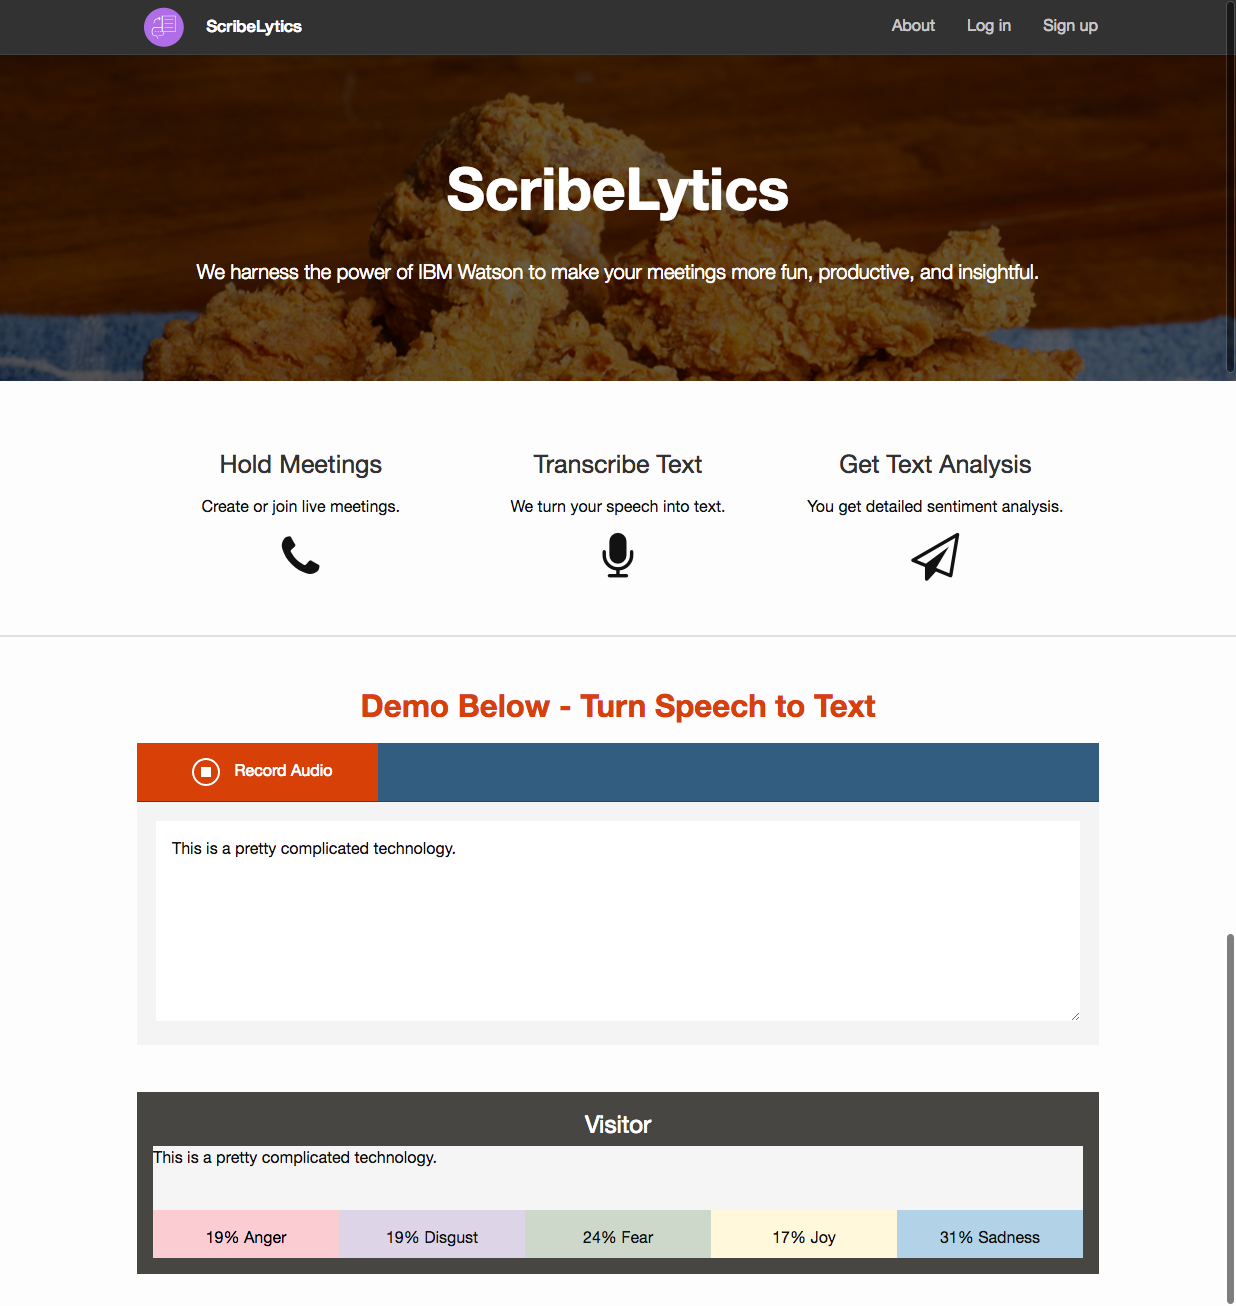 ScribeLytics
About
Log in
Sign up
ScribeLytics
We harness the power of IBM Watson to make your meetings more fun, productive, and insightful.
Hold Meetings
Create or join live meetings.
Transcribe Text
We turn your speech into text.
Get Text Analysis
You get detailed sentiment analysis.
Demo Below - Turn Speech to Text
Record Audio
This is a pretty complicated technology.
Visitor
This is a pretty complicated technology.
19% Anger
19% Disgust
24% Fear
17% Joy
31% Sadness